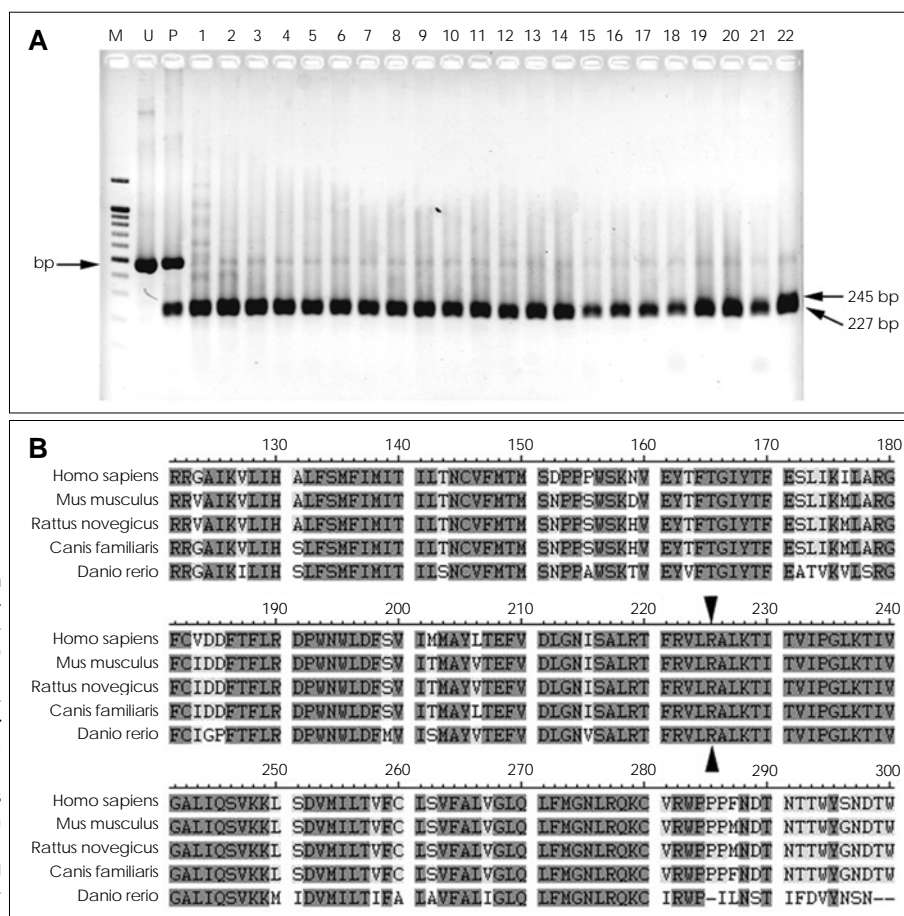 A
M U P 1 2 3 4 5 6 7 8 9 10 11 12 13 14 15 16 17 18 19 20 21 22
bp
245 bp
227 bp
B
130 140 150 160 170 180
Homo sapiens RRGAIKVLIH ALFSMFIMIT ILTNCVFMTM SDPPPWSKNV EYTFTGIYTF ESLIKILARG
Mus musculus RRVAIKVLIH ALFSMFIMIT ILTNCVFMTM SNPPSWSKDV EYTFTGIYTF ESLIKMLARG
Rattus novegicus RRVAIKVLIH ALFSMFIMIT ILTNCVFMTM SNPPSWSKHV EYTFTGIYTF ESLIKMLARG
Canis familiaris RRGAIKVLIH SLFSMFIMIT ILTNCVFMTM SNPPSWSKHV EYTFTGIYTF ESLIKMLARG
Danio rerio RRGAIKILIH SLFSMFIMIT ILSNCVFMTM SNPPAWSKTV EYVFTGIYTF EATVKVLSRG
190 200 210 220 230 240
Homo sapiens FCVDDFTFLR DPWNWLDFSV IMMAYLTEFV DLGNISALRT FRVLRALKTI TVIPGLKTIV
Mus musculus FCIDDFTFLR DPWNWLDFSV ITMAYVTEFV DLGNISALRT FRVLRALKTI TVIPGLKTIV
Rattus novegicus FCIDDFTFLR DPWNWLDFSV ITMAYVTEFV DLGNISALRT FRVLRALKTI TVIPGLKTIV
Canis familiaris FCIDDFTFLR DPWNWLDFSV ITMAYLTEFV DLGNISALRT FRVLRALKTI TVIPGLKTIV
Danio rerio FCIGPFTFLR DPWNWLDFMV ISMAYVTEFV DLGNVSALRT FRVLRALKTI TVIPGLKTIV
250 260 270 280 290 300
Homo sapiens GALIQSVKKL SDVMILTVFC LSVFALVGLQ LFMGNLRQKC VRWPPPFNDT NTTWYSNDTW
Mus musculus GALIQSVKKL SDVMILTVFC LSVFALVGLQ LFMGNLRQKC VRWPPPMNDT NTTWYGNDTW
Rattus novegicus GALIQSVKKL SDVMILTVFC LSVFALVGLQ LFMGNLRQKC VRWPPPMNDT NTTWYGNDTW
Canis familiaris GALIQSVKKL SDVMILTVFC LSVFALVGLQ LFMGNLRQKC VRWPPPFNDT NTTWYGNDTW
Danio rerio GALIQSVKKM IDVMILTIFA LAVFALIGLQ LFMGNLRQKC IRWP-ILNST IFDVYNSN--